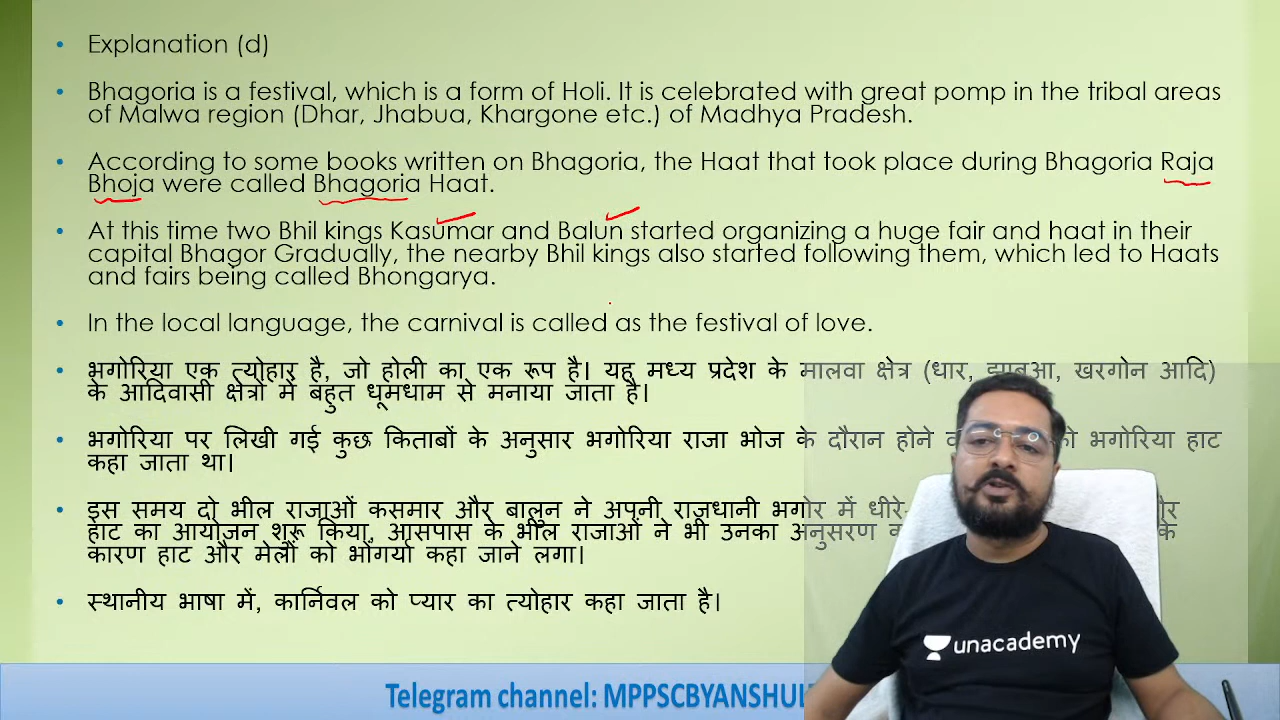 Explanation (d)
Bhagoria is a festival, which is a form of Holi. It is celebrated with great pomp in the tribal areas
of Malwa region (Dhar, Jhabua, Khargone etc.) of Madhya Pradesh.
According to some books written on Bhagoria, the Haat that took place during Bhagoria Raja
Bhoja were called Bhagoria Haat.
At this time two Bhil kings Kasumar and Balun started organizing a huge fair and haat in their
capital Bhagor Gradually, the nearby Bhil kings also started following them, which led to Haats
and fairs being called Bhongarya.
In the local language, the carnival is called as the festival of love.
भगोरिया एक त्योहार है, जो होली का एक रूप है। यह मध्य प्रदेश के मालवा क्षेत्र (धार, झाबुआ, खरगोन आदि)
के आदिवासी क्षेत्रों में बहुत धूमधाम से मनाया जाता है।
भगोरिया पर लिखी गई कुछ किताबों के अनुसार भगोरिया राजा भोज के दौरान होने भगोरिया हाट
कहा जाता था।
इस समय दो भील राजाओं कसमार और बालुन ने अपनी राजधानी भगोर में धीरे
हाट का आयोजन शुरू किया, आसपास के भील राजाओं ने भी उनका अनुसरण के
कारण हाट और मेलों को भोंगर्या कहा जाने लगा।
स्थानीय भाषा में, कार्निवल को प्यार का त्योहार कहा जाता है।
unacademy
Telegram channel: MPPSCBYANSHUL